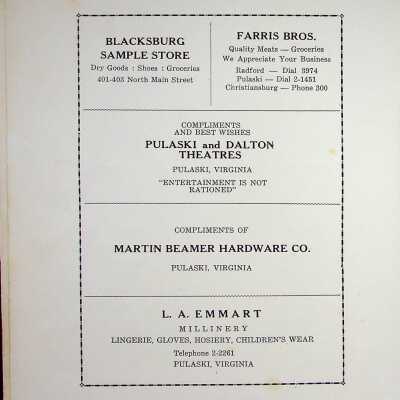 BLACKSBURG
SAMPLE STORE
Dry Goods : Shoes : Groceries
401-403 North Main Street
FARRIS BROS.
Quality Meats — Groceries
We Appreciate Your Business
Radford — Dial 3974
Pulaski — Dial 2-1451
Christiansburg — Phone 300
COMPLIMENTS
AND BEST WISHES
PULASKI and DALTON
THEATRES
PULASKI, VIRGINIA
"ENTERTAINMENT IS NOT
RATIONED"
COMPLIMENTS OF
MARTIN BEAMER HARDWARE CO.
PULASKI, VIRGINIA
L. A. EMMART
MILLINERY
LINGERIE, GLOVES, HOSIERY, CHILDREN'S WEAR
Telephone 2-2261
PULASKI, VIRGINIA